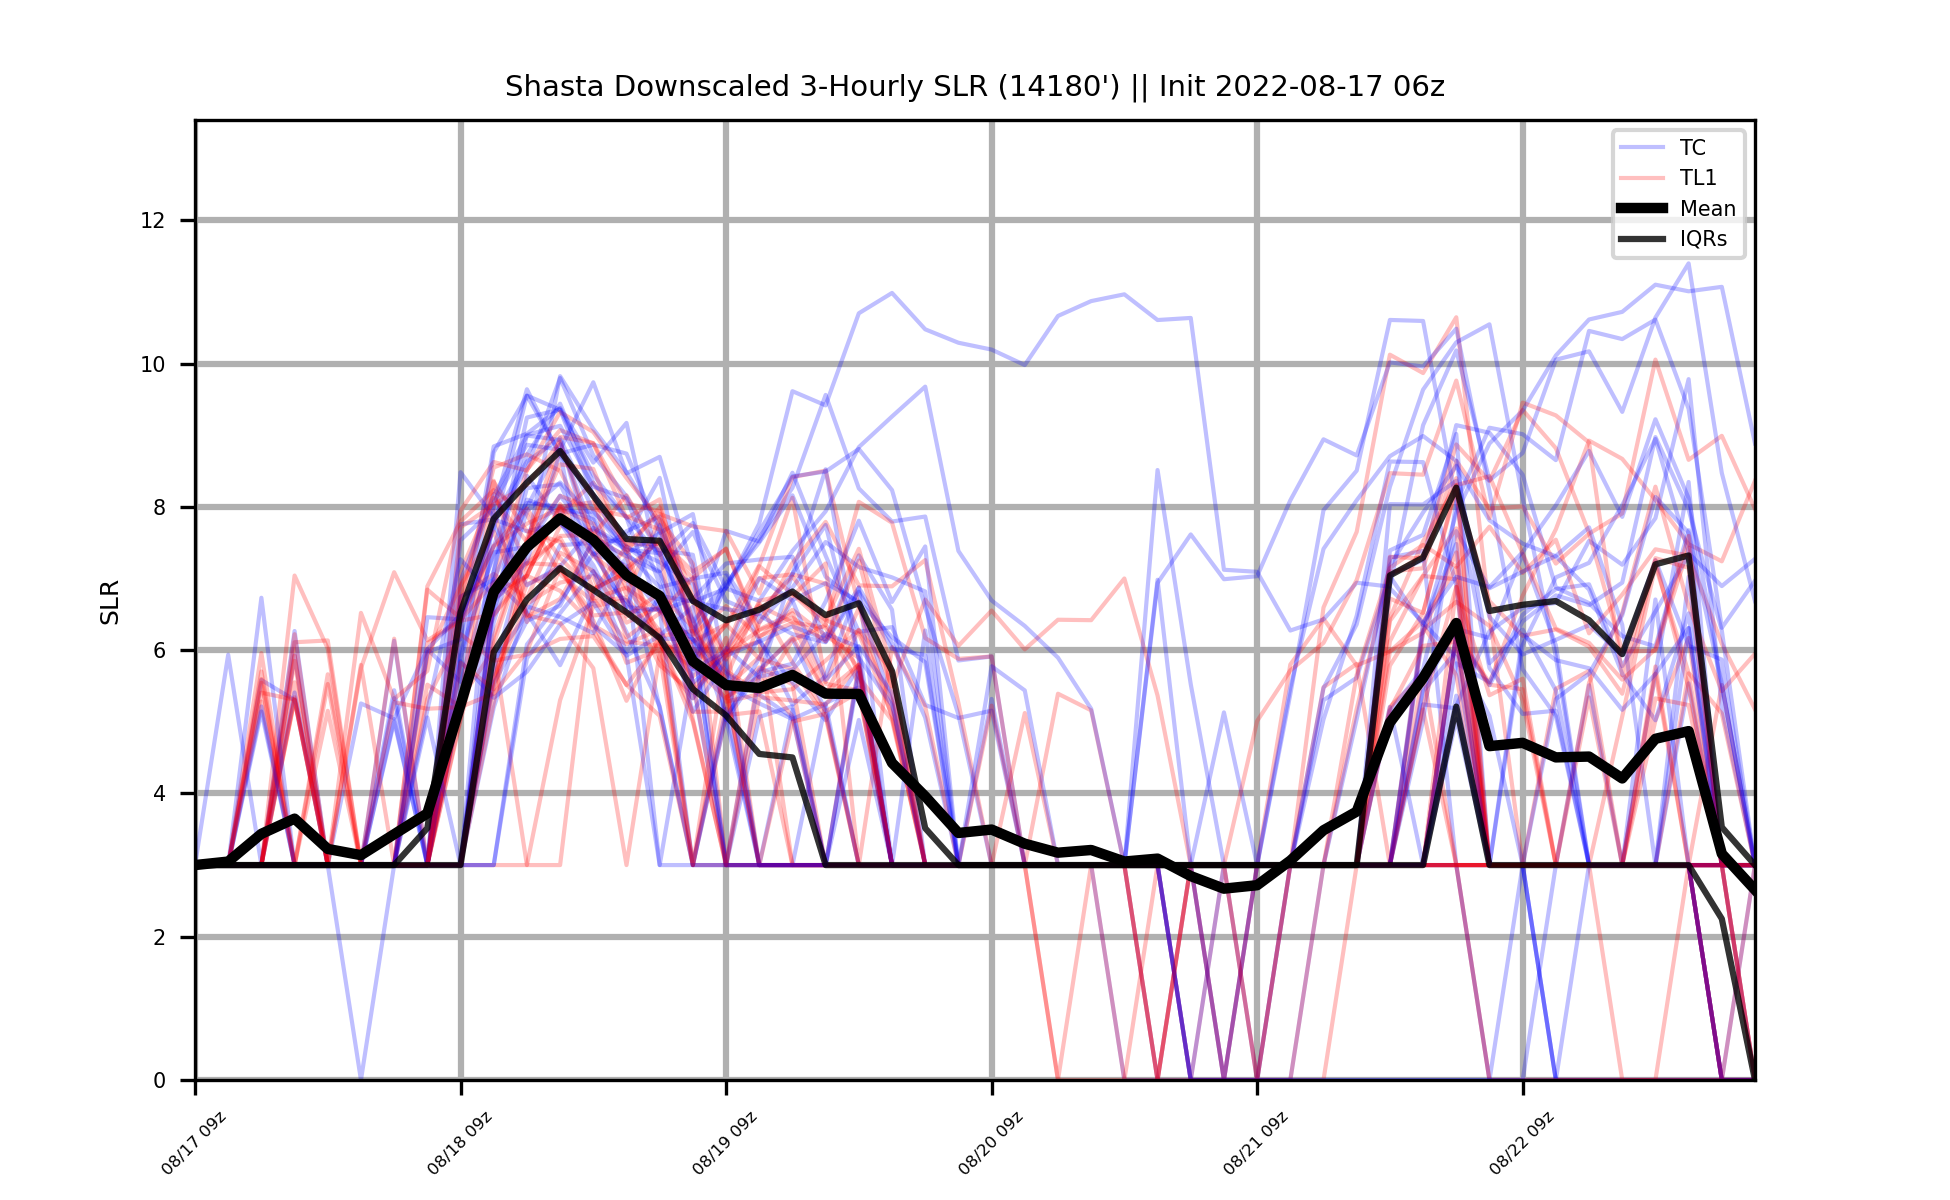 Shasta Downscaled 3-Hourly SLR (14180') || Init 2022-08-17 06z
TC
TL1
Mean
IQRs
SLR
12
10
8
6
4
2
0
08/17 09z
08/18 09z
08/19 09z
08/20 09z
08/21 09z
08/22 09z